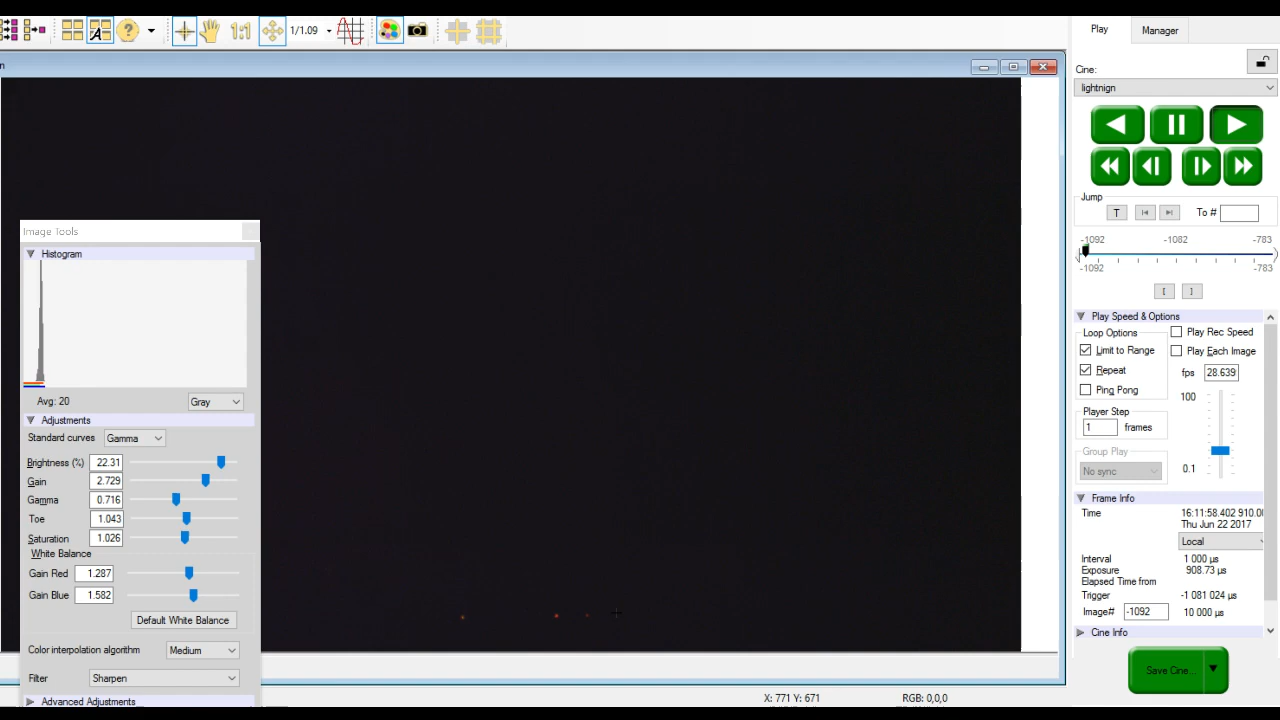 1:1
A
?
1/1.09
Play
Manager
n
Cine:
lightnign
Jump
T
To #
-1092
-1082
-783
-1092
-783
[
]
Play Speed & Options
Loop Options
Limit to Range
Repeat
Ping Pong
Play Rec Speed
Play Each Image
fps
28.639
100
0.1
Player Step
1
frames
Group Play
No sync
Frame Info
Time
16:11:58.402 910.00
Thu Jun 22 2017
Local
Interval
1 000 µs
Exposure
908.73 µs
Elapsed Time from
Trigger
-1 081 024 µs
Image#
-1092
10 000 µs
Cine Info
Save Cine...
Image Tools
Histogram
Avg: 20
Gray
Adjustments
Standard curves
Gamma
Brightness (%)
22.31
Gain
2.729
Gamma
0.716
Toe
1.043
Saturation
1.026
White Balance
Gain Red
1.287
Gain Blue
1.582
Default White Balance
Color interpolation algorithm
Medium
Filter
Sharpen
Advanced Adjustments
X: 771 Y: 671
RGB: 0,0,0